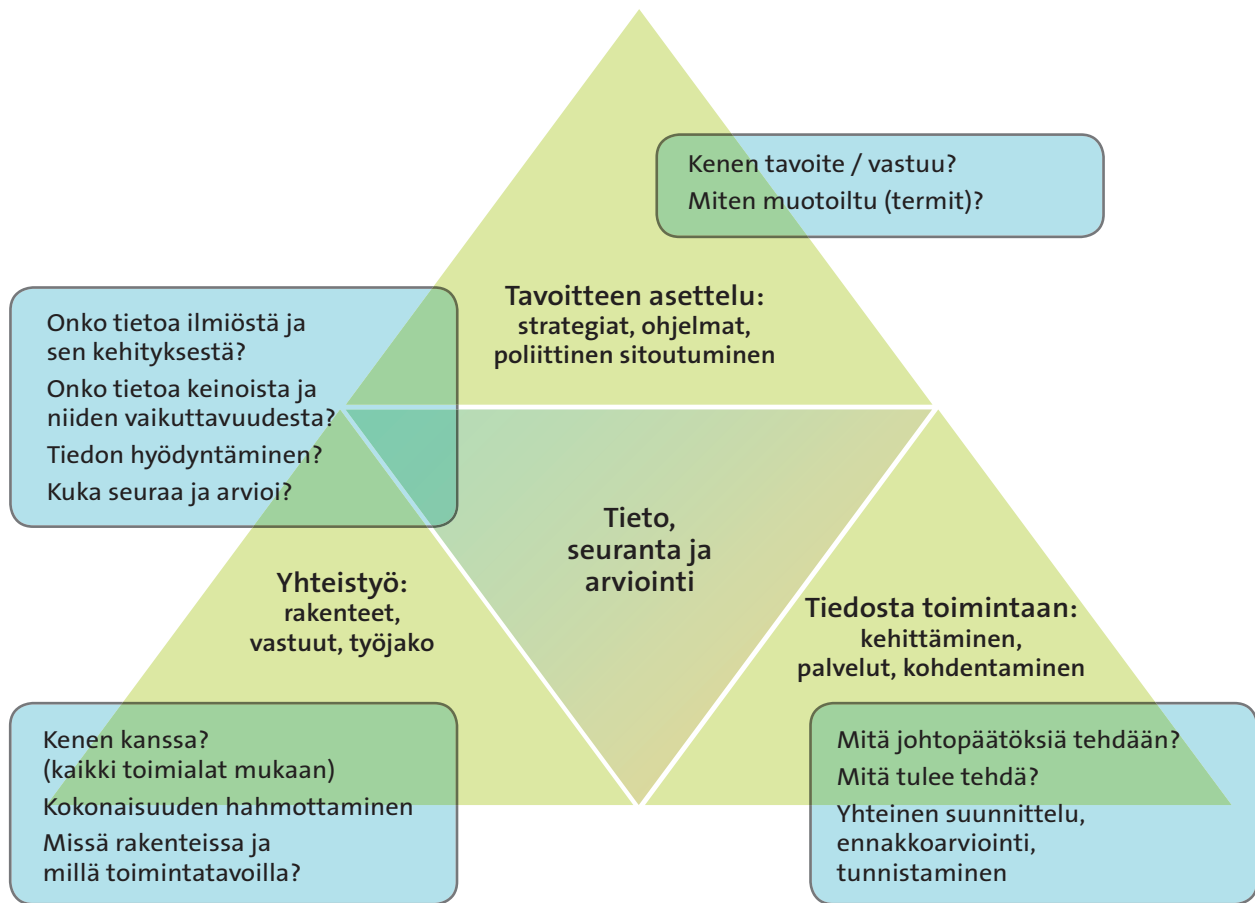 Kenen tavoite / vastuu?
Miten muotoiltu (termit)?
Tavoitteen asettelu:
strategiat, ohjelmat,
poliittinen sitoutuminen
Onko tietoa ilmiöstä ja
sen kehityksestä?
Onko tietoa keinoista ja
niiden vaikuttavuudesta?
Tiedon hyödyntäminen?
Kuka seuraa ja arvioi?
Tieto,
seuranta ja
arviointi
Yhteistyö:
rakenteet,
vastuut, työjako
Tiedosta toimintaan:
kehittäminen,
palvelut, kohdentaminen
Kenen kanssa?
(kaikki toimialat mukaan)
Kokonaisuuden hahmottaminen
Missä rakenteissa ja
millä toimintatavoilla?
Mitä johtopäätöksiä tehdään?
Mitä tulee tehdä?
Yhteinen suunnittelu,
ennakkoarviointi,
tunnistaminen